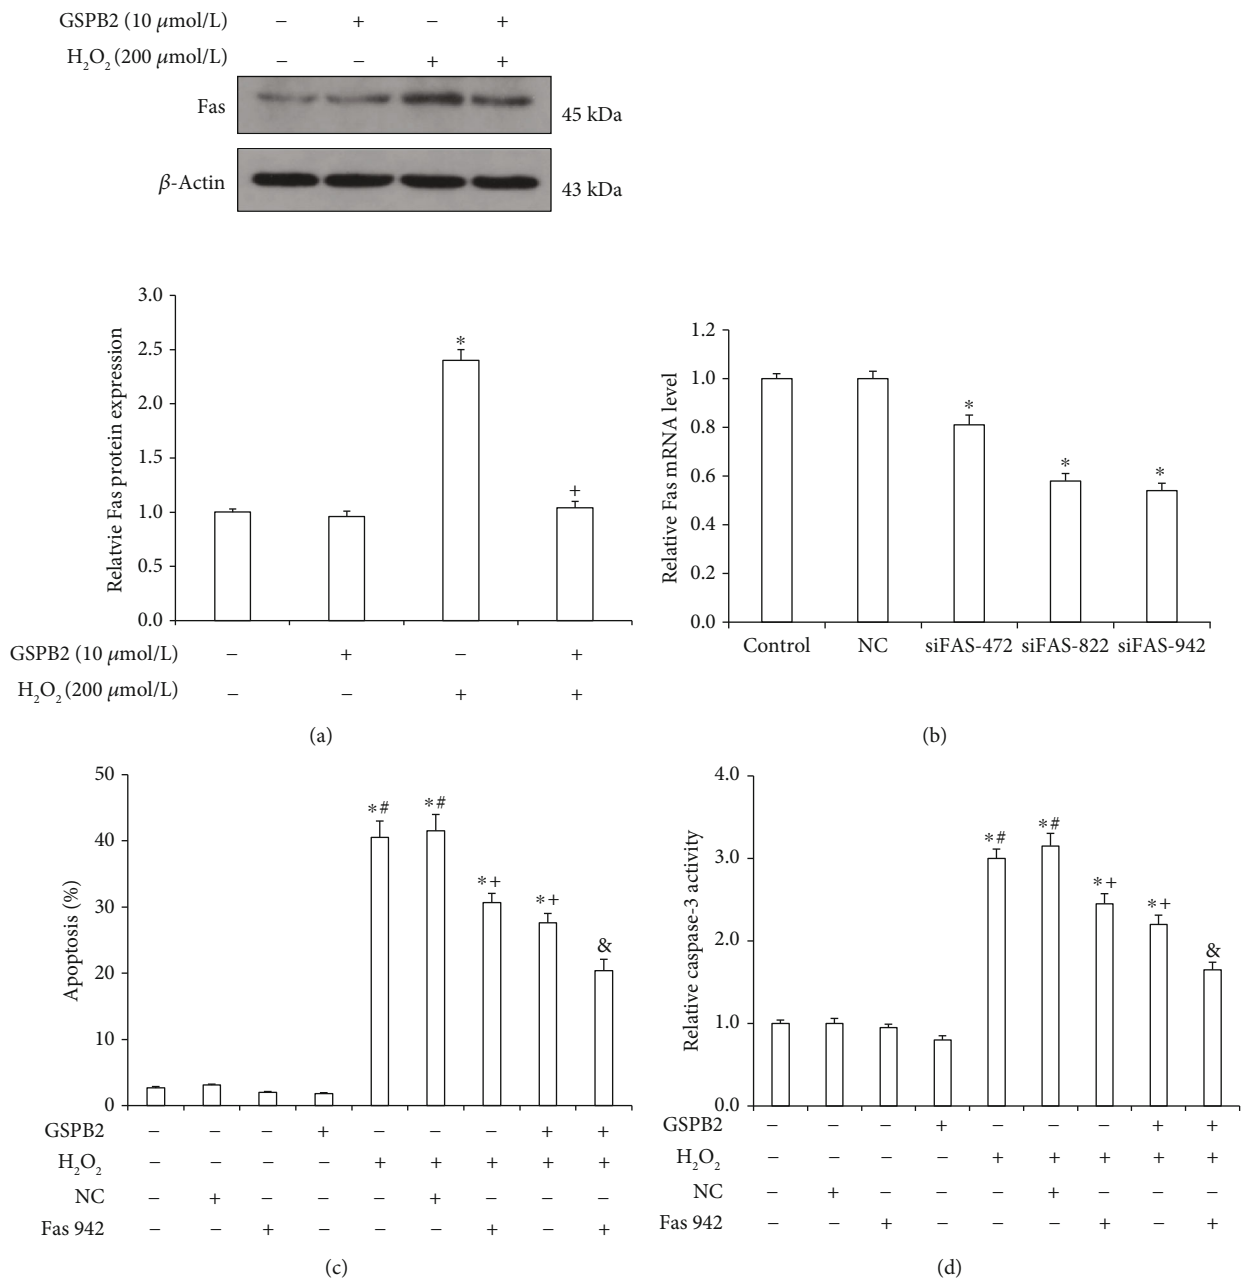 GSPB2 (10 μmol/L) − + − +
H₂O₂ (200 μmol/L) − − + +
Fas 45 kDa
β-Actin 43 kDa
Relatvie Fas protein expression
3.0
2.5
2.0
1.5
1.0
0.5
0.0
*
+
GSPB2 (10 μmol/L) − + − +
H₂O₂ (200 μmol/L) − − + +
(a)
Relative Fas mRNA level
1.2
1.0
0.8
0.6
0.4
0.2
0.0
* * *
Control NC siFAS-472 siFAS-822 siFAS-942
(b)
Apoptosis (%)
50
40
30
20
10
0
*# *# *+ *+ &
GSPB2 − − − + − − − + +
H₂O₂ − − − − + + + + +
NC − + − − − + − − −
Fas 942 − − + − − − + − +
(c)
Relative caspase-3 activity
4.0
3.0
2.0
1.0
0.0
*# *# *+ *+ &
GSPB2 − − − + − − − + +
H₂O₂ − − − − + + + + +
NC − + − − − + − − −
Fas 942 − − + − − − + − +
(d)